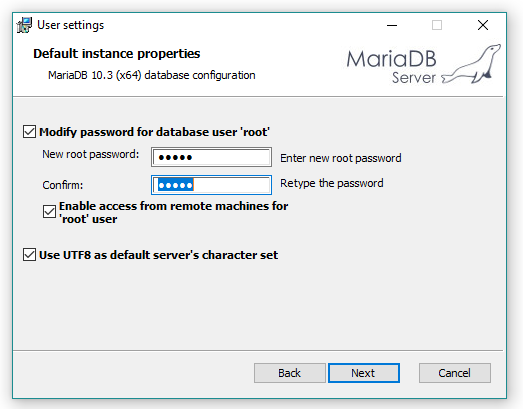 User settings
Default instance properties
MariaDB 10.3 (x64) database configuration
MariaDB
Server
Modify password for database user 'root'
New root password: ●●●●● Enter new root password
Confirm: ●●●●● Retype the password
Enable access from remote machines for
'root' user
Use UTF8 as default server's character set
Back Next Cancel